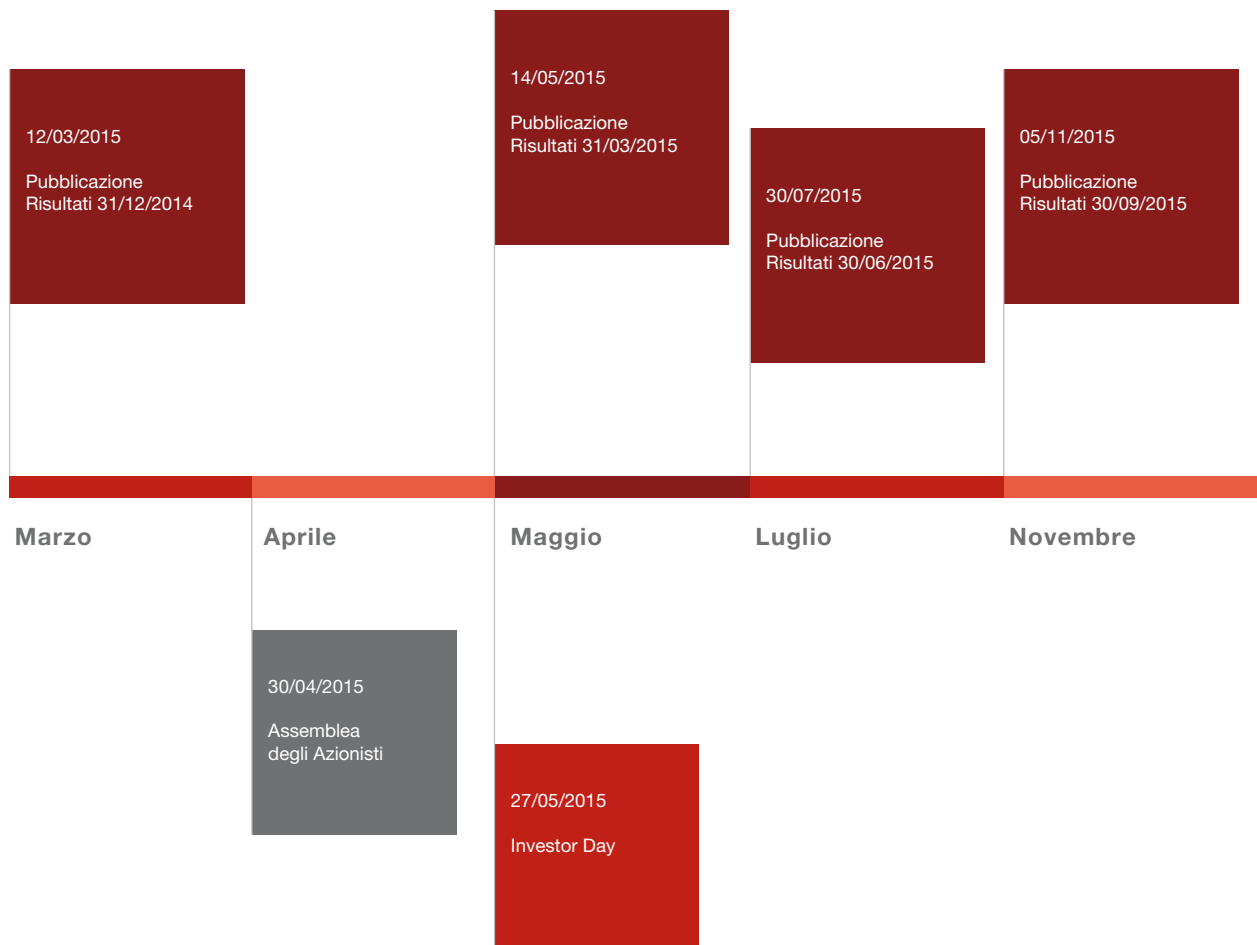 12/03/2015
Pubblicazione
Risultati 31/12/2014
14/05/2015
Pubblicazione
Risultati 31/03/2015
30/07/2015
Pubblicazione
Risultati 30/06/2015
05/11/2015
Pubblicazione
Risultati 30/09/2015
Marzo
Aprile
Maggio
Luglio
Novembre
30/04/2015
Assemblea
degli Azionisti
27/05/2015
Investor Day